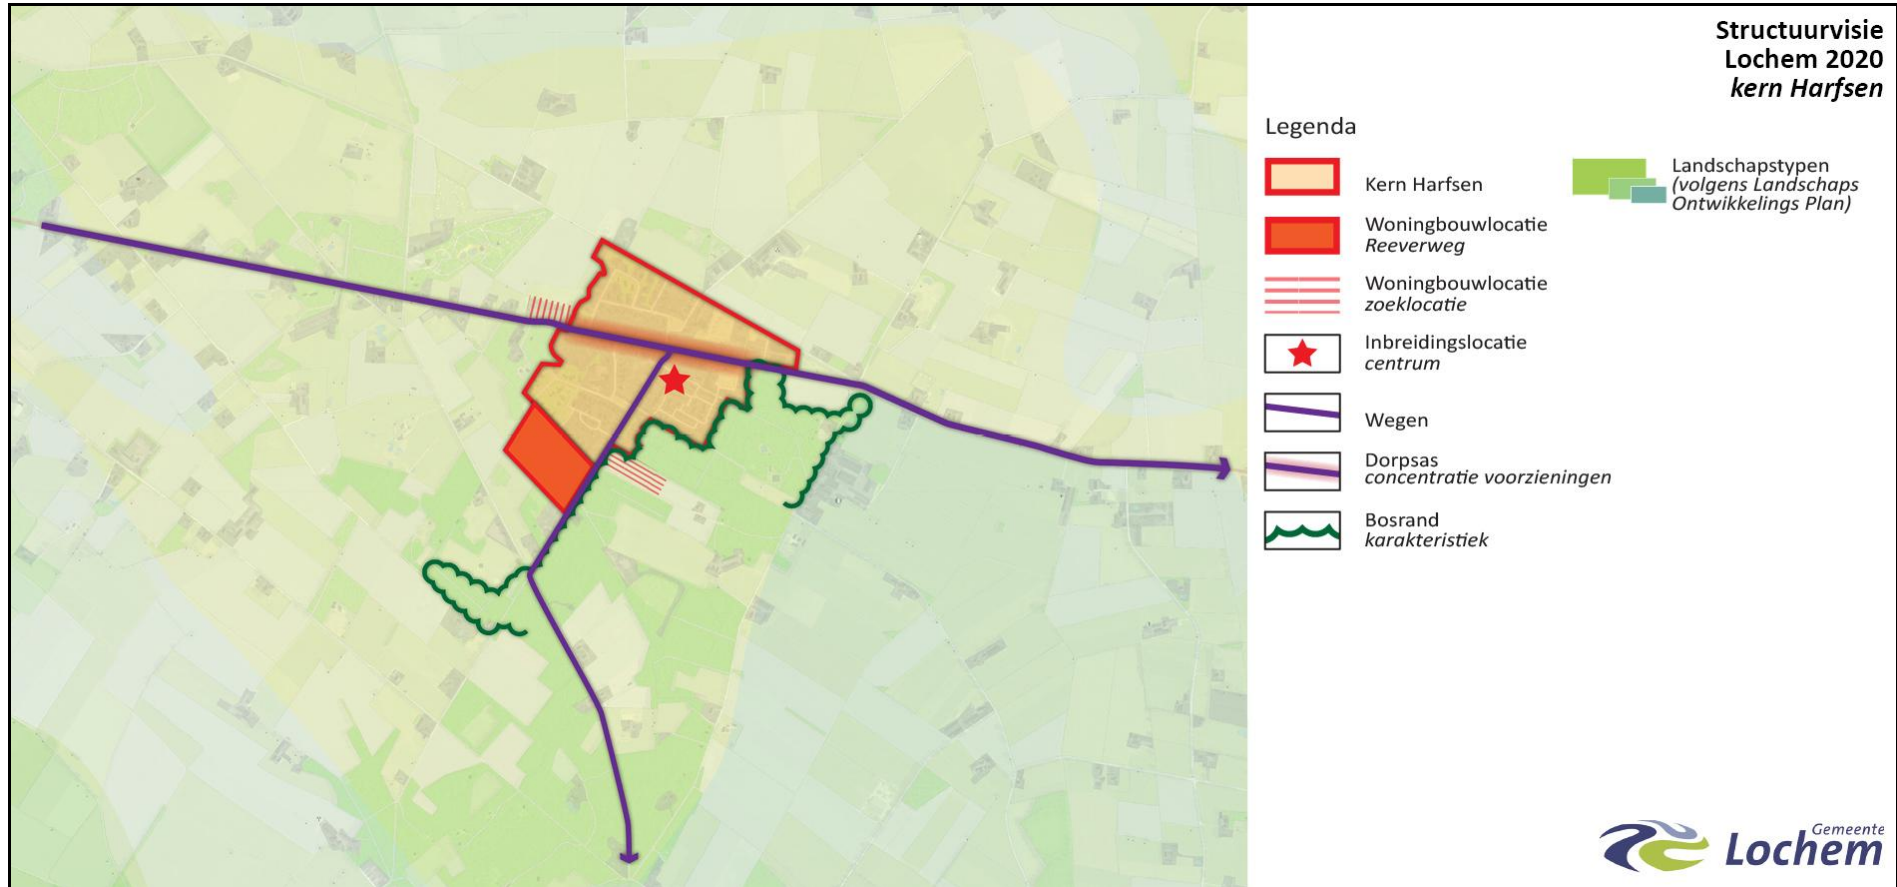 Structuurvisie
Lochem 2020
kern Harfsen
Legenda
Kern Harfsen
Woningbouwlocatie
Reeverweg
Woningbouwlocatie
zoeklocatie
Inbreidingslocatie
centrum
Wegen
Dorpsas
concentratie voorzieningen
Bosrand
karakteristiek
Landschapstypen
(volgens Landschaps
Ontwikkelings Plan)
Gemeente
Lochem